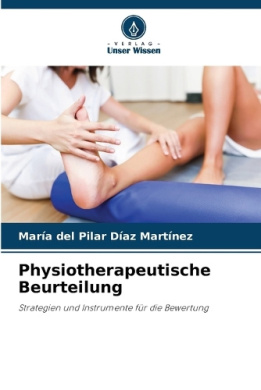 · VERLAG ·
Unser Wissen
María del Pilar Díaz Martínez
Physiotherapeutische
Beurteilung
Strategien und Instrumente für die Bewertung